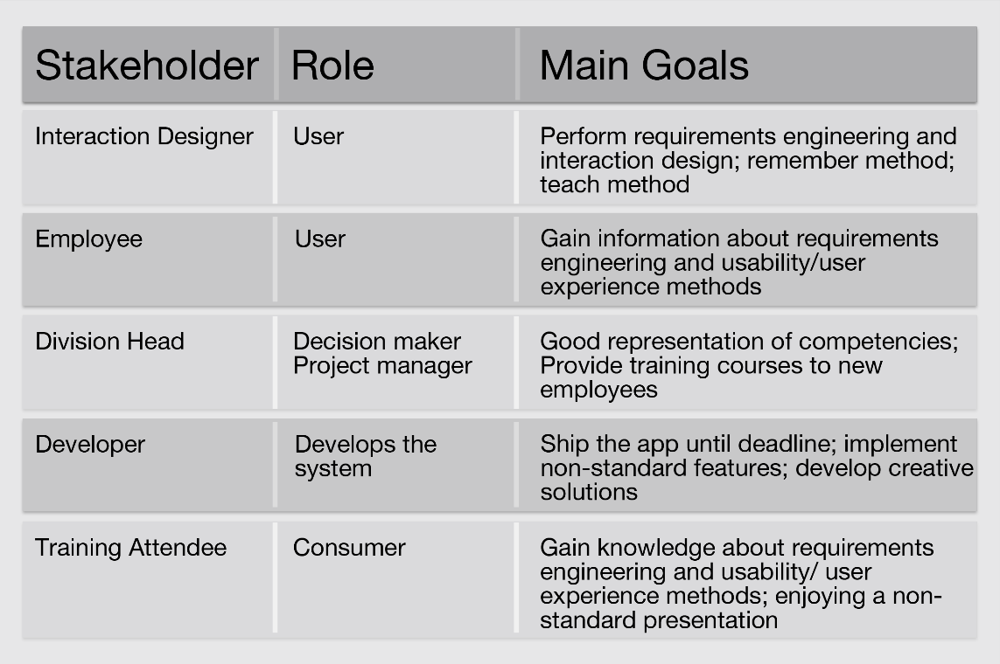 Stakeholder Role Main Goals
Interaction Designer User Perform requirements engineering and
interaction design; remember method;
teach method
Employee User Gain information about requirements
engineering and usability/user
experience methods
Division Head Decision maker Good representation of competencies;
Project manager Provide training courses to new
employees
Developer Develops the Ship the app until deadline; implement
system non-standard features; develop creative
solutions
Training Attendee Consumer Gain knowledge about requirements
engineering and usability/ user
experience methods; enjoying a non-
standard presentation